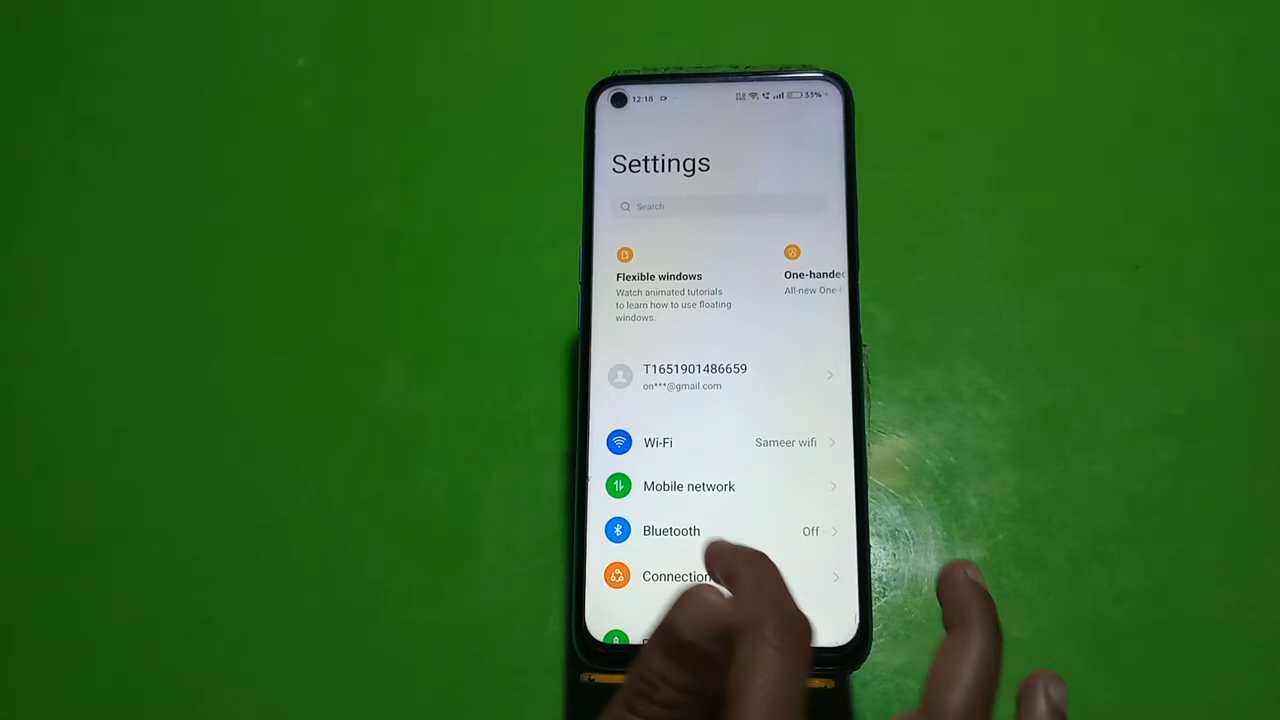 12:18
33%
Settings
Search
Flexible windows
Watch animated tutorials
to learn how to use floating
windows.
One-handed
All-new One-h
T1651901486659
on***@gmail.com
Wi-Fi
Sameer wifi
Mobile network
Bluetooth
Off
Connection